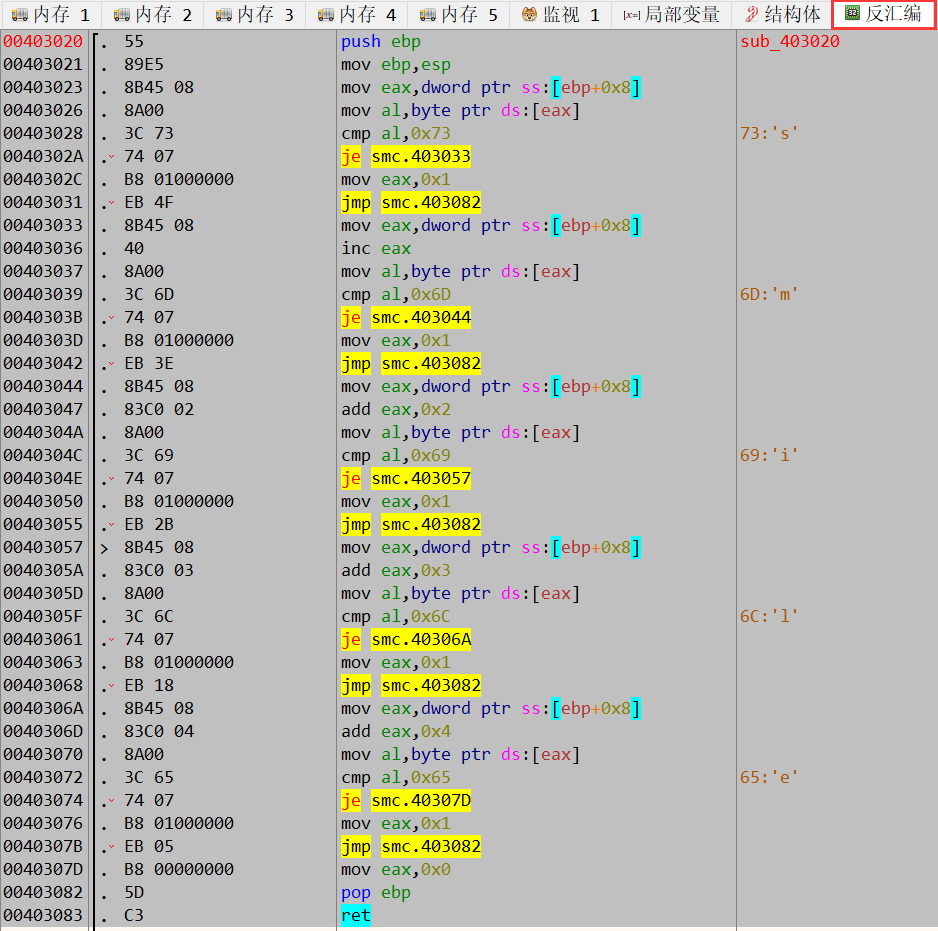 内存 1 内存 2 内存 3 内存 4 内存 5 监视 1 [x=] 局部变量 结构体 反汇编
00403020 . 55 push ebp sub_403020
00403021 . 89E5 mov ebp,esp
00403023 . 8B45 08 mov eax,dword ptr ss:[ebp+0x8]
00403026 . 8A00 mov al,byte ptr ds:[eax]
00403028 . 3C 73 cmp al,0x73 73:'s'
0040302A . 74 07 je smc.403033
0040302C . B8 01000000 mov eax,0x1
00403031 . EB 4F jmp smc.403082
00403033 . 8B45 08 mov eax,dword ptr ss:[ebp+0x8]
00403036 . 40 inc eax
00403037 . 8A00 mov al,byte ptr ds:[eax]
00403039 . 3C 6D cmp al,0x6D 6D:'m'
0040303B . 74 07 je smc.403044
0040303D . B8 01000000 mov eax,0x1
00403042 . EB 3E jmp smc.403082
00403044 . 8B45 08 mov eax,dword ptr ss:[ebp+0x8]
00403047 . 83C0 02 add eax,0x2
0040304A . 8A00 mov al,byte ptr ds:[eax]
0040304C . 3C 69 cmp al,0x69 69:'i'
0040304E . 74 07 je smc.403057
00403050 . B8 01000000 mov eax,0x1
00403055 . EB 2B jmp smc.403082
00403057 > 8B45 08 mov eax,dword ptr ss:[ebp+0x8]
0040305A . 83C0 03 add eax,0x3
0040305D . 8A00 mov al,byte ptr ds:[eax]
0040305F . 3C 6C cmp al,0x6C 6C:'l'
00403061 . 74 07 je smc.40306A
00403063 . B8 01000000 mov eax,0x1
00403068 . EB 18 jmp smc.403082
0040306A . 8B45 08 mov eax,dword ptr ss:[ebp+0x8]
0040306D . 83C0 04 add eax,0x4
00403070 . 8A00 mov al,byte ptr ds:[eax]
00403072 . 3C 65 cmp al,0x65 65:'e'
00403074 . 74 07 je smc.40307D
00403076 . B8 01000000 mov eax,0x1
0040307B . EB 05 jmp smc.403082
0040307D . B8 00000000 mov eax,0x0
00403082 . 5D pop ebp
00403083 . C3 ret